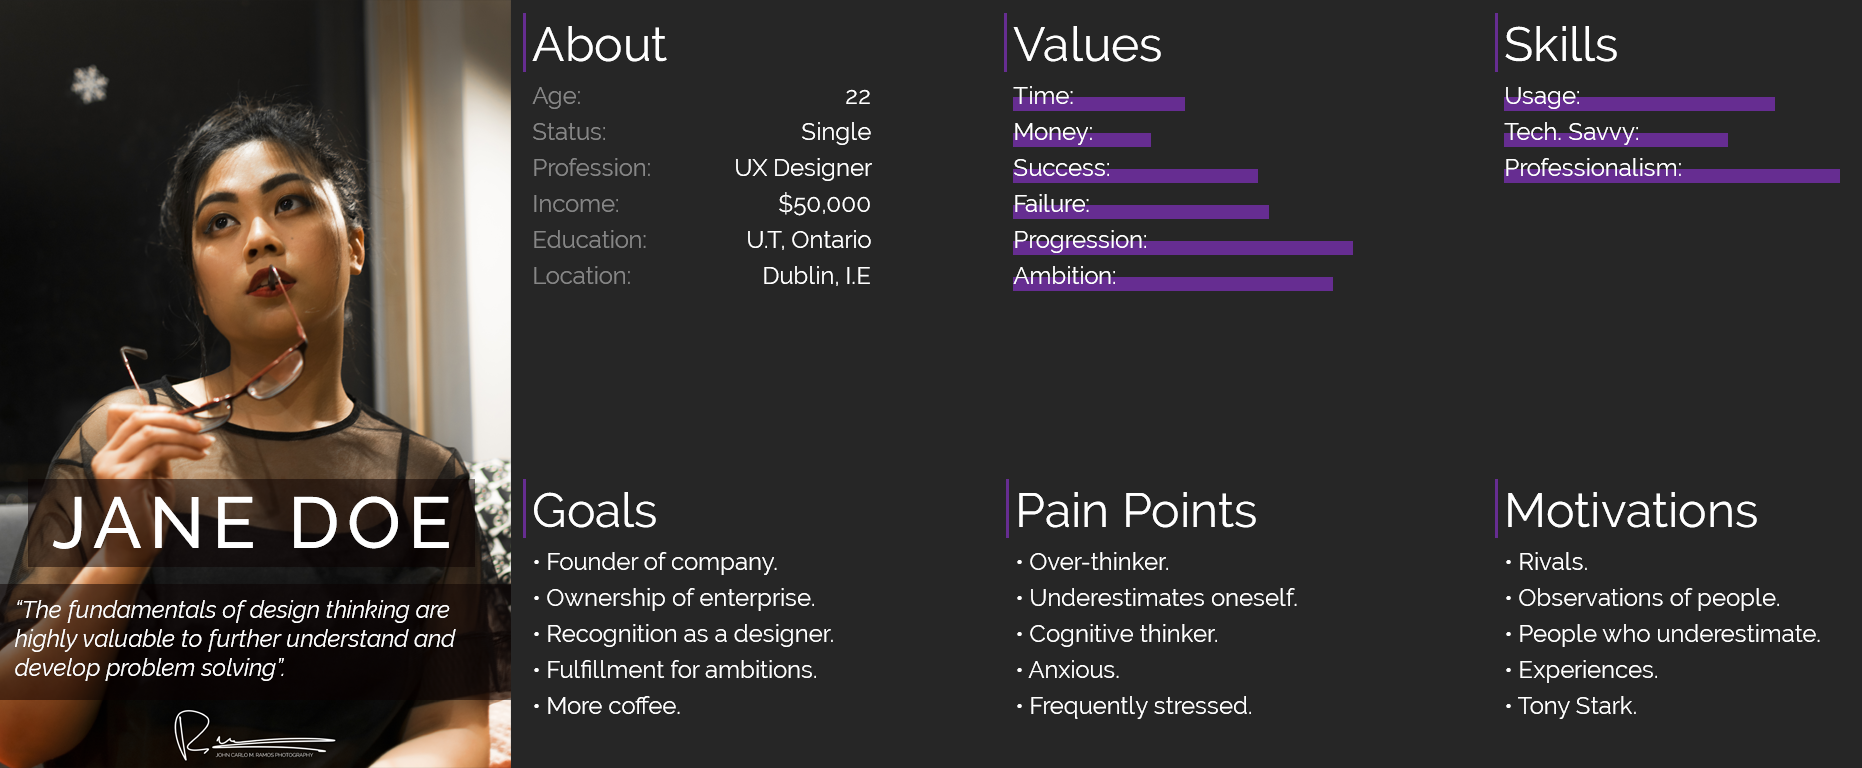 JANE DOE
“The fundamentals of design thinking are
highly valuable to further understand and
develop problem solving”.
JOHN CARLO M. RAMOS PHOTOGRAPHY
About
Age: 22
Status: Single
Profession: UX Designer
Income: $50,000
Education: U.T, Ontario
Location: Dublin, I.E
Values
Time:
Money:
Success:
Failure:
Progression:
Ambition:
Skills
Usage:
Tech. Savvy:
Professionalism:
Goals
• Founder of company.
• Ownership of enterprise.
• Recognition as a designer.
• Fulfillment for ambitions.
• More coffee.
Pain Points
• Over-thinker.
• Underestimates oneself.
• Cognitive thinker.
• Anxious.
• Frequently stressed.
Motivations
• Rivals.
• Observations of people.
• People who underestimate.
• Experiences.
• Tony Stark.